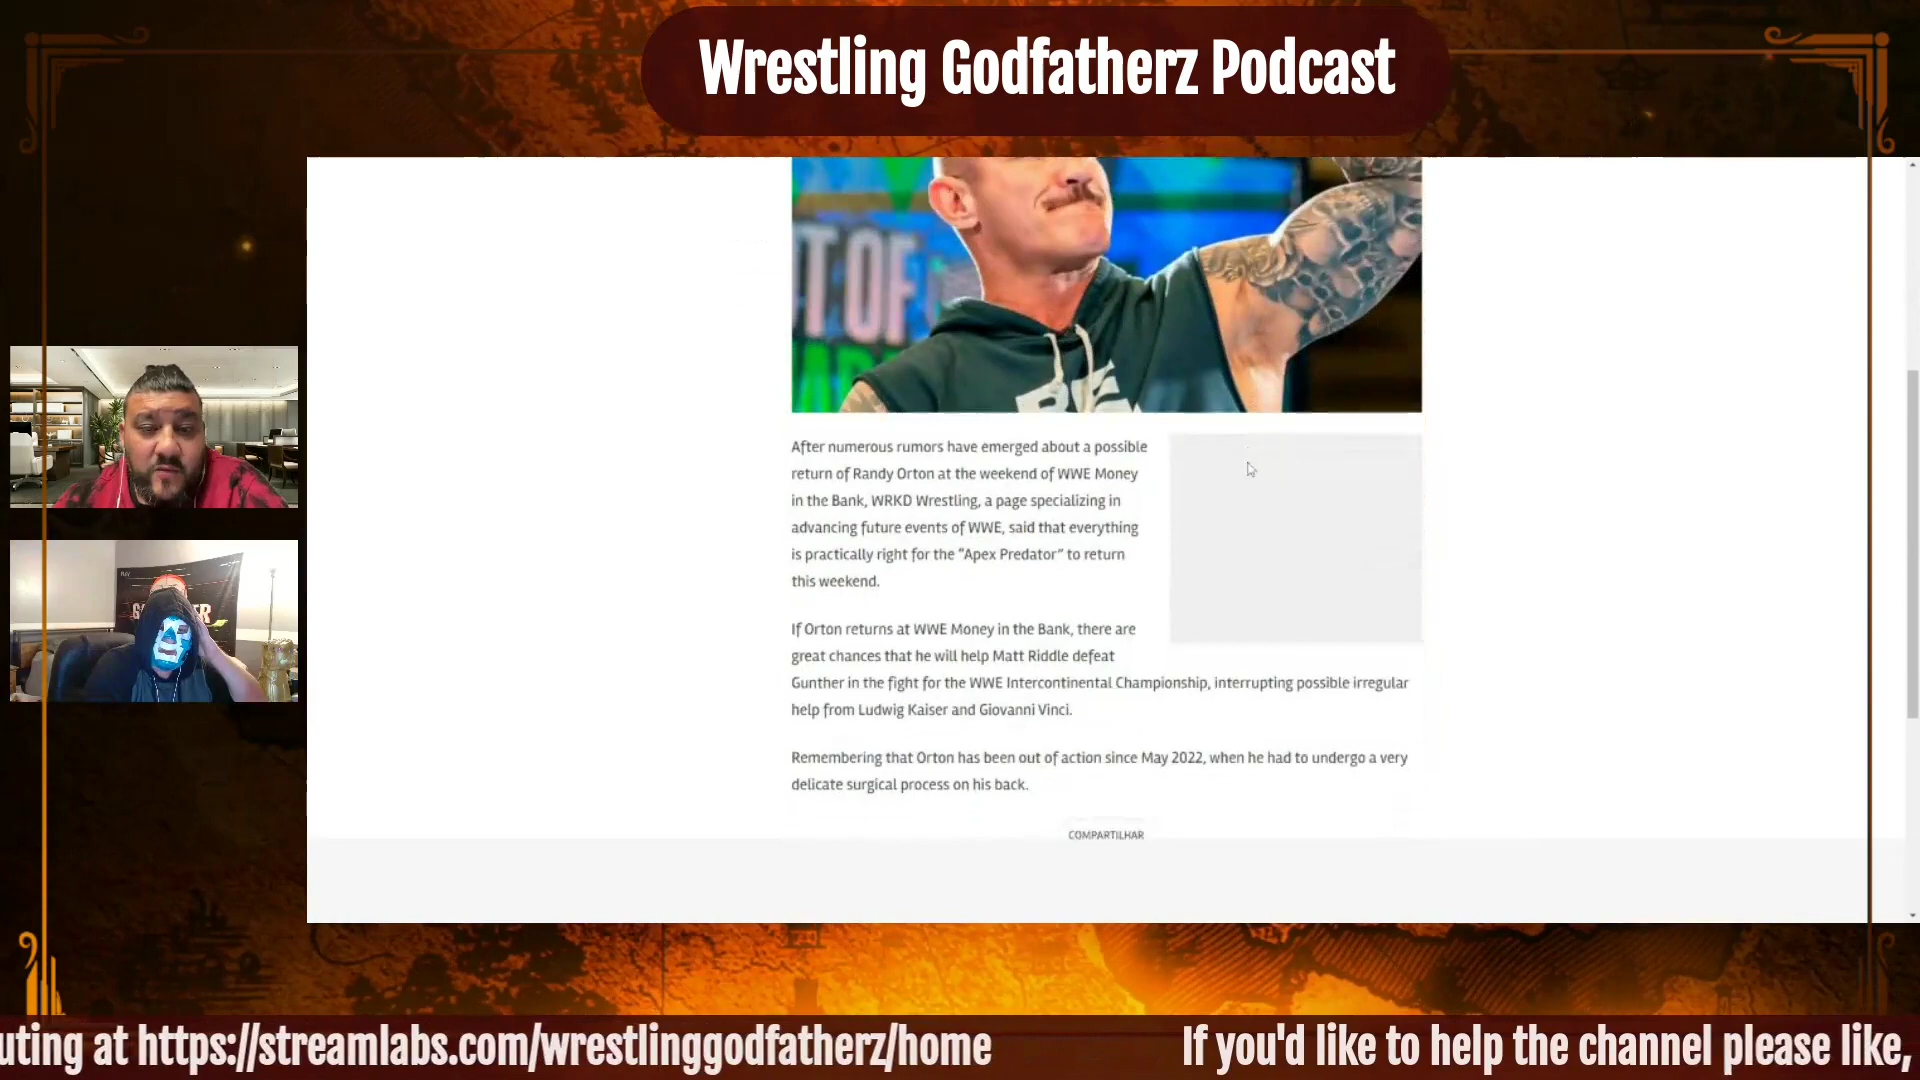 Wrestling Godfatherz Podcast
After numerous rumors have emerged about a possible
return of Randy Orton at the weekend of WWE Money
in the Bank, WRKD Wrestling, a page specializing in
advancing future events of WWE, said that everything
is practically right for the “Apex Predator” to return
this weekend.
If Orton returns at WWE Money in the Bank, there are
great chances that he will help Matt Riddle defeat
Gunther in the fight for the WWE Intercontinental Championship, interrupting possible irregular
help from Ludwig Kaiser and Giovanni Vinci.
Remembering that Orton has been out of action since May 2022, when he had to undergo a very
delicate surgical process on his back.
COMPARTILHAR
uting at https://streamlabs.com/wrestlinggodfatherz/home If you'd like to help the channel please like,